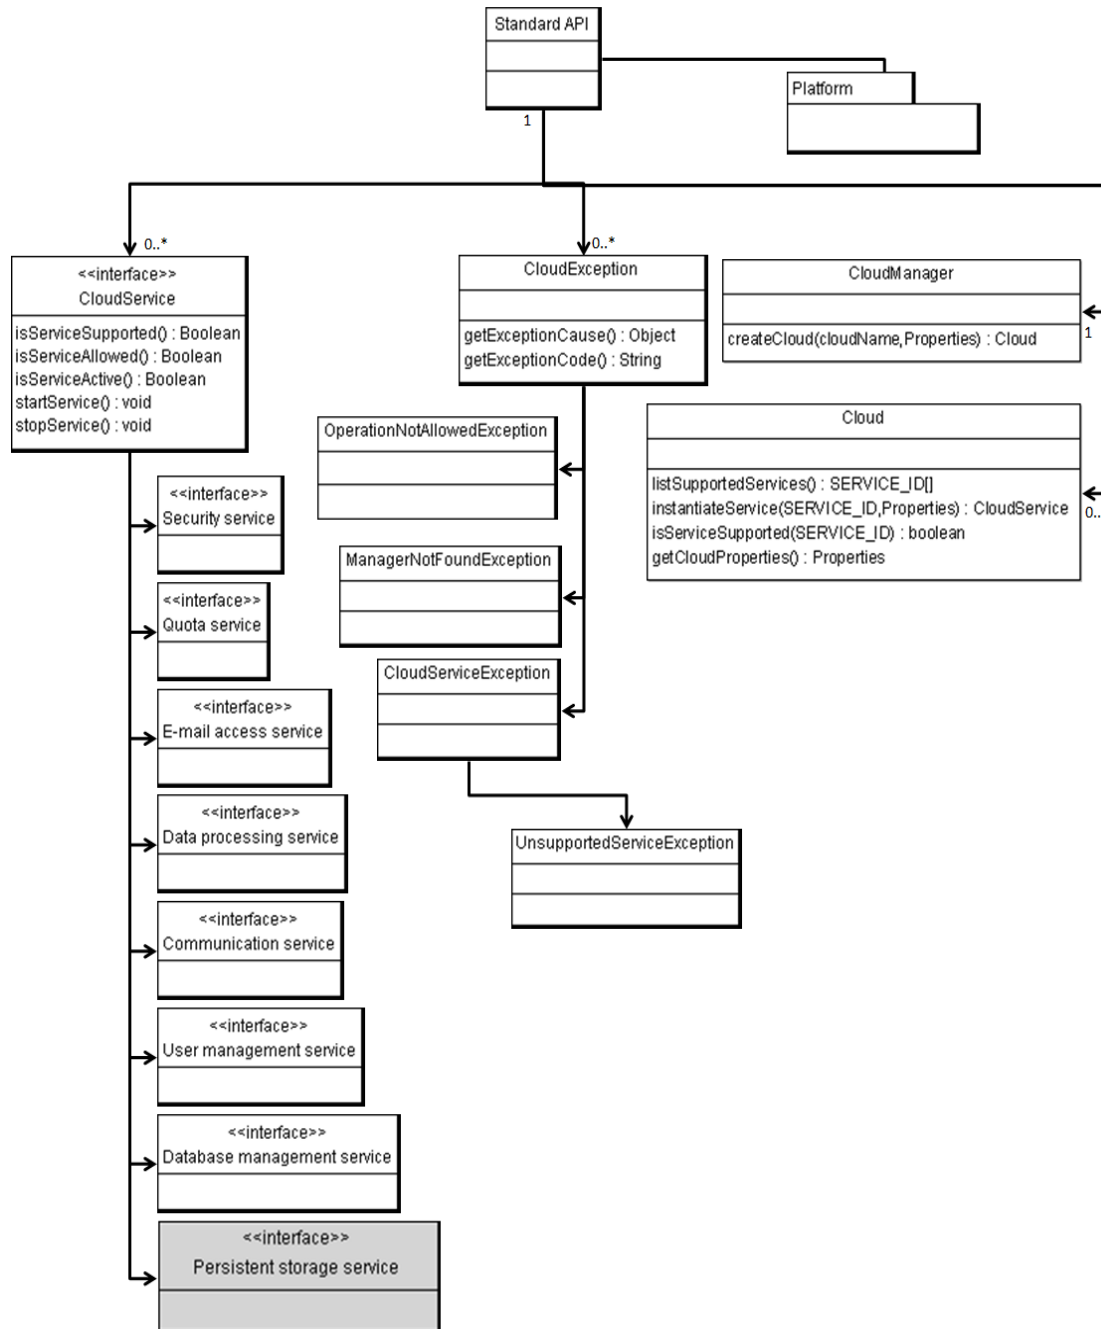 Standard API
Platform
1
0..*
<<interface>>
CloudService
isServiceSupported() : Boolean
isServiceAllowed() : Boolean
isServiceActive() : Boolean
startService() : void
stopService() : void
0..*
CloudException
getExceptionCause() : Object
getExceptionCode() : String
CloudManager
createCloud(cloudName,Properties) : Cloud
1
Cloud
listSupportedServices() : SERVICE_ID[]
instantiateService(SERVICE_ID,Properties) : CloudService
isServiceSupported(SERVICE_ID) : boolean
getCloudProperties() : Properties
0..
OperationNotAllowedException
ManagerNotFoundException
CloudServiceException
UnsupportedServiceException
<<interface>>
Security service
<<interface>>
Quota service
<<interface>>
E-mail access service
<<interface>>
Data processing service
<<interface>>
Communication service
<<interface>>
User management service
<<interface>>
Database management service
<<interface>>
Persistent storage service